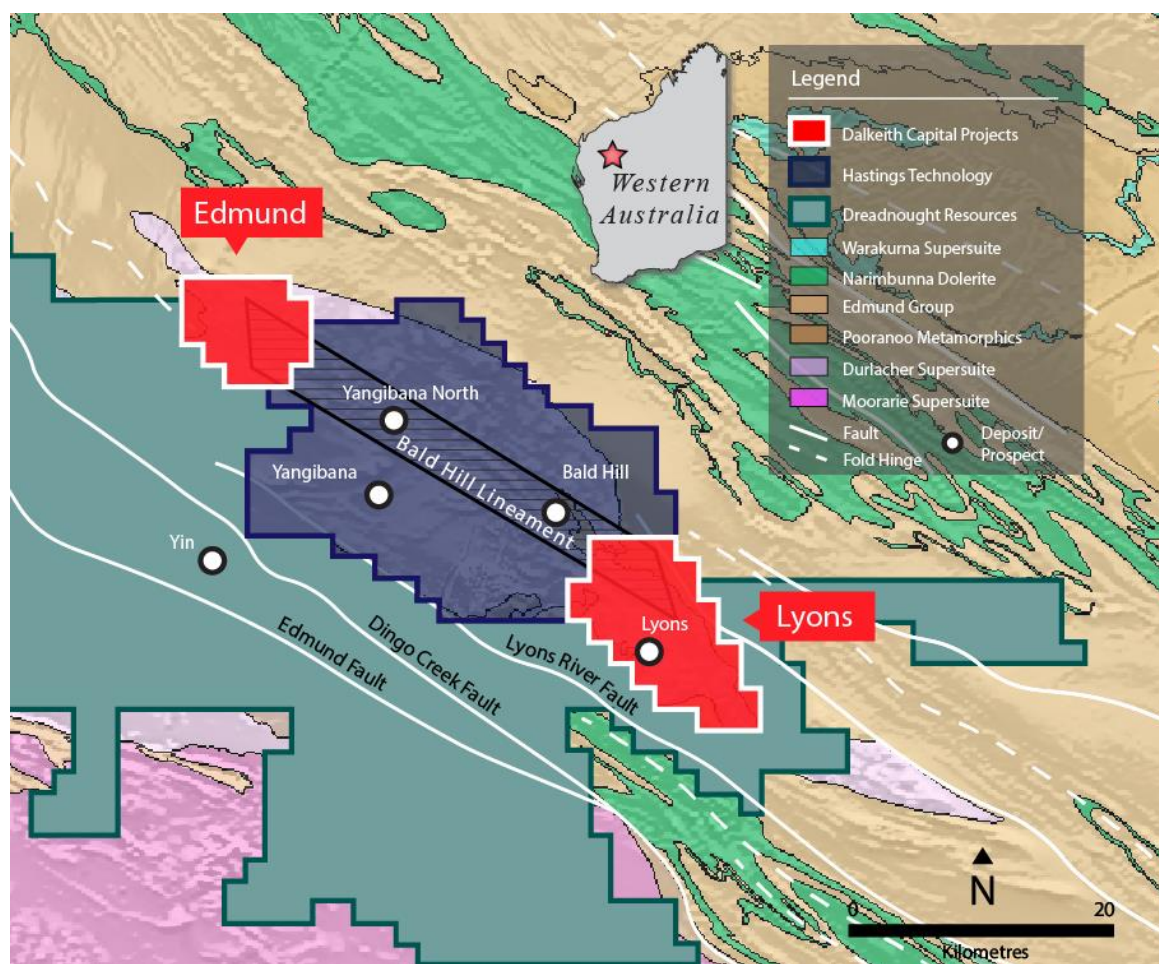 Legend
Dalkeith Capital Projects
Hastings Technology
Dreadnought Resources
Warakurna Supersuite
Narimbunna Dolerite
Edmund Group
Pooranoo Metamorphics
Durlacher Supersuite
Moorarie Supersuite
Fault
Fold Hinge
Deposit/
Prospect
Western
Australia
Edmund
Yangibana North
Bald Hill
Yangibana
Bald Hill Lineament
Yin
Lyons
Lyons
Lyons River Fault
Dingo Creek Fault
Edmund Fault
N
0 20
Kilometres